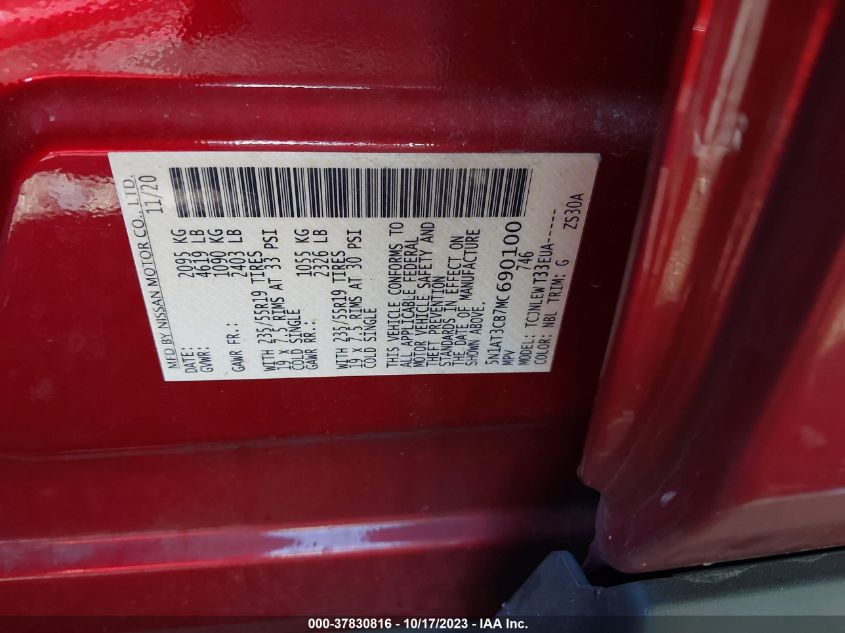 MFD BY NISSAN MOTOR CO., LTD.
DATE: 11/20
GVWR: 2095 KG
4619 LB
GAWR FR: 1090 KG
2403 LB
WITH 235/55R19 TIRES
19 X 7.5 RIMS AT 33 PSI
COLD SINGLE
GAWR RR: 1055 KG
2326 LB
WITH 235/55R19 TIRES
19 X 7.5 RIMS AT 30 PSI
COLD SINGLE
THIS VEHICLE CONFORMS TO
ALL APPLICABLE FEDERAL
MOTOR VEHICLE SAFETY AND
THEFT PREVENTION
STANDARDS IN EFFECT ON
THE DATE OF MANUFACTURE
SHOWN ABOVE.
5N1AT3CB7MC690100
MPV 746
MODEL: TCJNLEWT33EUA-----
COLOR: NBL TRIM: G ZS30A
000-37830816 - 10/17/2023 - IAA Inc.